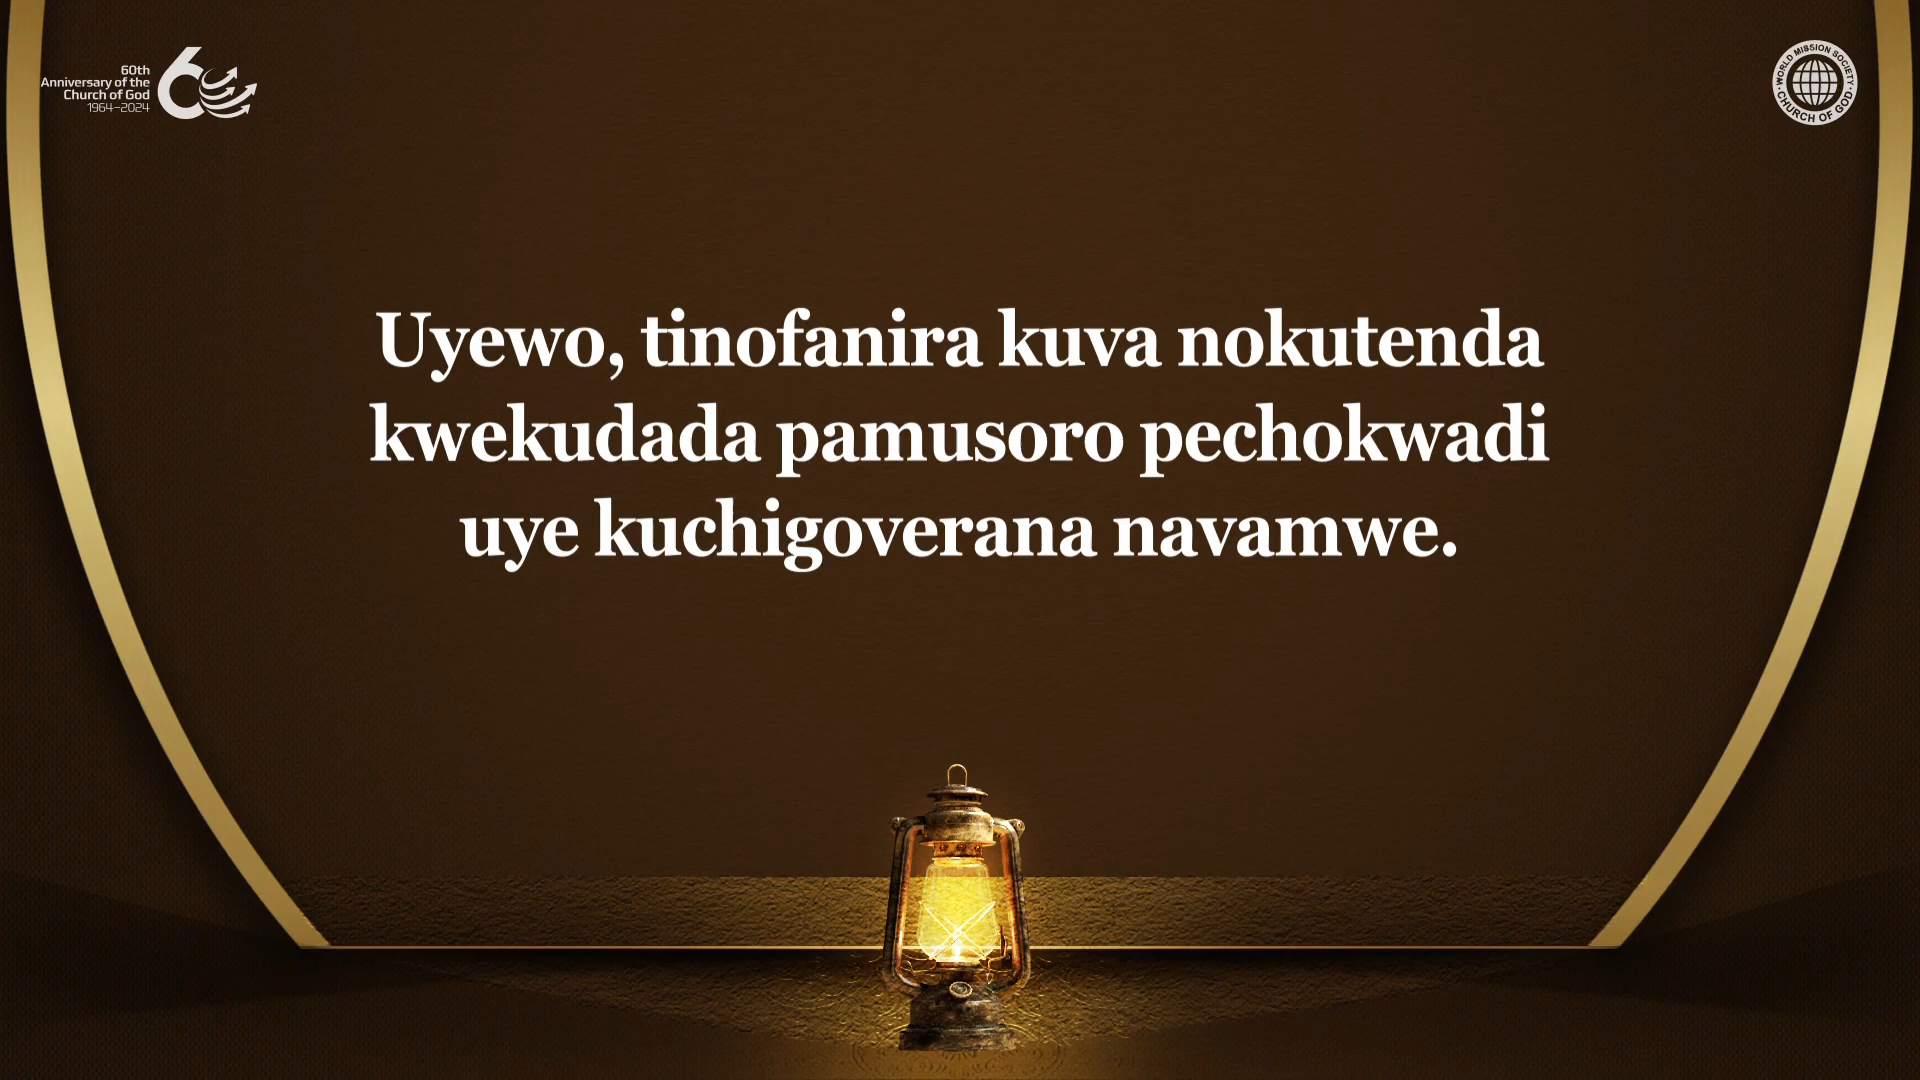 60th
Anniversary of the
Church of God
1964–2024
60
WORLD MISSION SOCIETY
CHURCH OF GOD
Uyewo, tinofanira kuva nokutenda
kwekudada pamusoro pechokwadi
uye kuchigoverana navamwe.